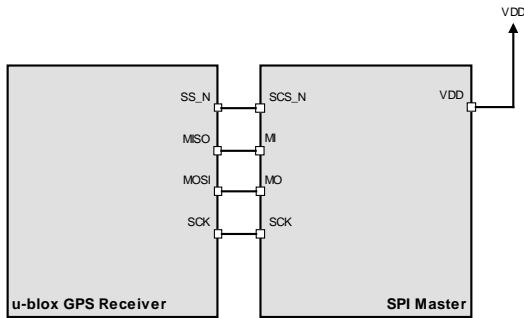 VDD
SS_N SCS_N VDD
MISO MI
MOSI MO
SCK SCK
u-blox GPS Receiver SPI Master